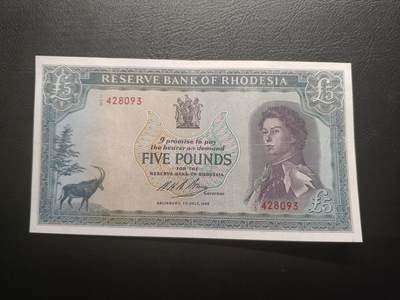 £5
RESERVE BANK OF RHODESIA
£5
428093
I promise to pay
the bearer on demand
FIVE POUNDS
FOR THE
RESERVE BANK OF RHODESIA
Governor
SALISBURY,
428093
£5